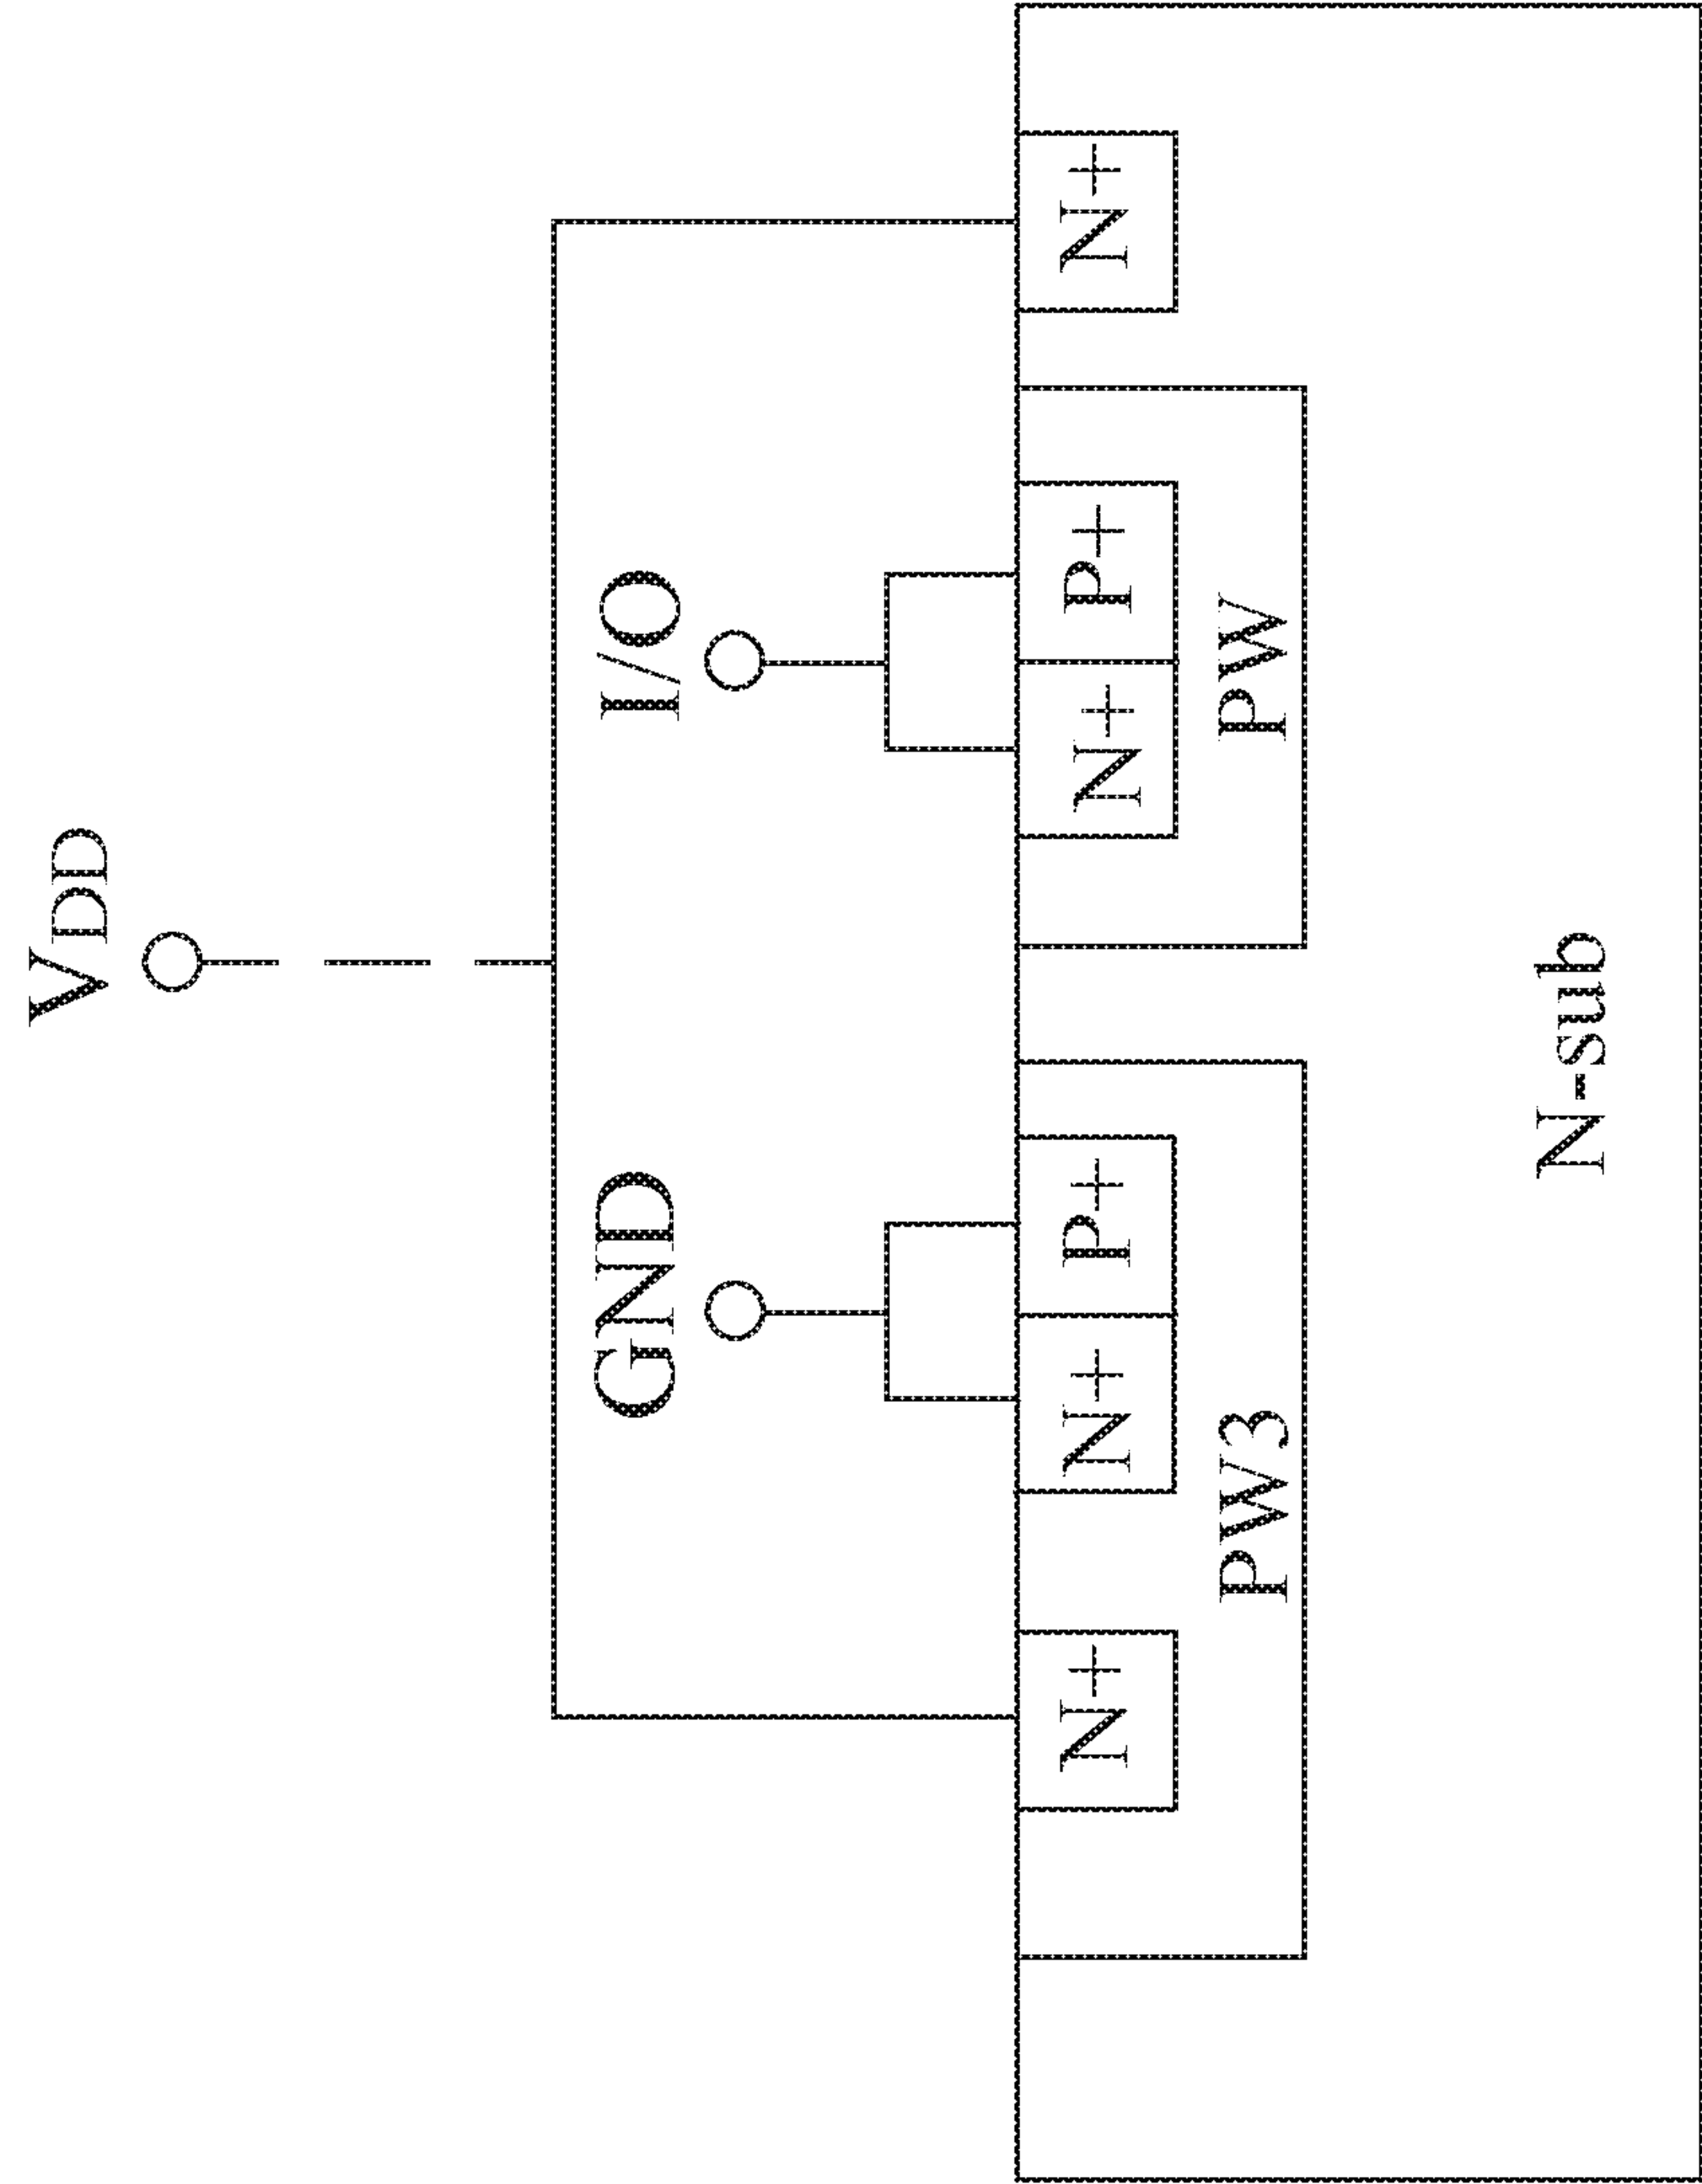 VDD
GND
I/O
N+
N+
P+
N+
P+
N+
PW3
PW
N-sub